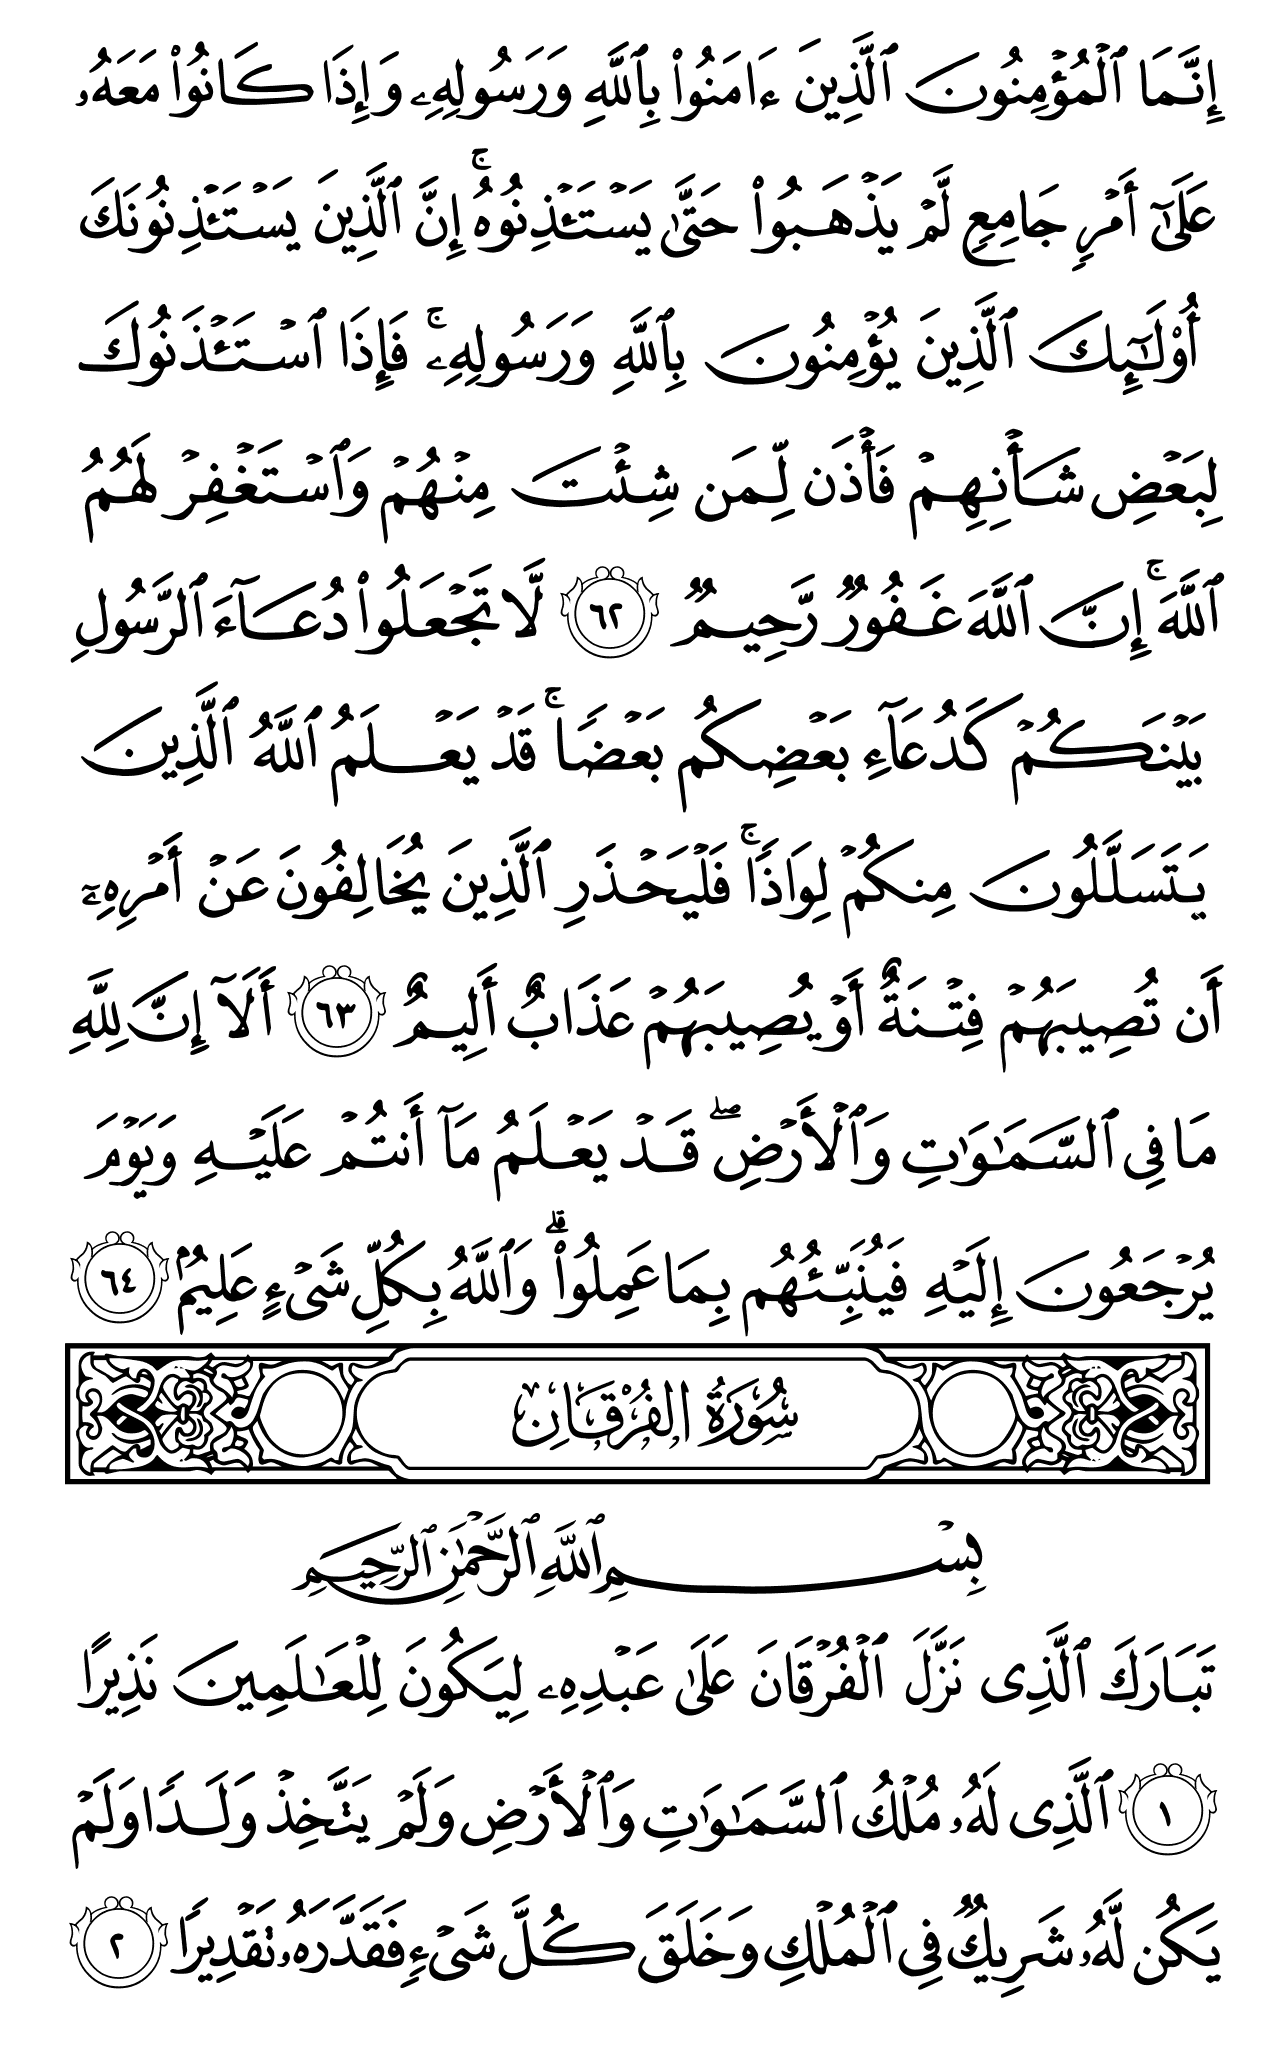 إِنَّمَا ٱلْمُؤْمِنُونَ ٱلَّذِينَ ءَامَنُوا۟ بِٱللَّهِ وَرَسُولِهِۦ وَإِذَا كَانُوا۟ مَعَهُۥ
عَلَىٰٓ أَمْرٍ جَامِعٍ لَّمْ يَذْهَبُوا۟ حَتَّىٰ يَسْتَـْٔذِنُوهُ ۚ إِنَّ ٱلَّذِينَ يَسْتَـْٔذِنُونَكَ
أُو۟لَـٰٓئِكَ ٱلَّذِينَ يُؤْمِنُونَ بِٱللَّهِ وَرَسُولِهِۦ ۚ فَإِذَا ٱسْتَـْٔذَنُوكَ
لِبَعْضِ شَأْنِهِمْ فَأْذَن لِّمَن شِئْتَ مِنْهُمْ وَٱسْتَغْفِرْ لَهُمُ
ٱللَّهَ ۚ إِنَّ ٱللَّهَ غَفُورٌ رَّحِيمٌ ٦٢ لَّا تَجْعَلُوا۟ دُعَآءَ ٱلرَّسُولِ
بَيْنَكُمْ كَدُعَآءِ بَعْضِكُم بَعْضًا ۚ قَدْ يَعْلَمُ ٱللَّهُ ٱلَّذِينَ
يَتَسَلَّلُونَ مِنكُمْ لِوَاذًا ۚ فَلْيَحْذَرِ ٱلَّذِينَ يُخَالِفُونَ عَنْ أَمْرِهِۦٓ
أَن تُصِيبَهُمْ فِتْنَةٌ أَوْ يُصِيبَهُمْ عَذَابٌ أَلِيمٌ ٦٣ أَلَآ إِنَّ لِلَّهِ
مَا فِى ٱلسَّمَـٰوَٰتِ وَٱلْأَرْضِ ۖ قَدْ يَعْلَمُ مَآ أَنتُمْ عَلَيْهِ وَيَوْمَ
يُرْجَعُونَ إِلَيْهِ فَيُنَبِّئُهُم بِمَا عَمِلُوا۟ ۗ وَٱللَّهُ بِكُلِّ شَىْءٍ عَلِيمٌۢ ٦٤
سُورَةُ الفُرْقَانِ
بِسْمِ اللَّهِ الرَّحْمَٰنِ الرَّحِيمِ
تَبَارَكَ ٱلَّذِى نَزَّلَ ٱلْفُرْقَانَ عَلَىٰ عَبْدِهِۦ لِيَكُونَ لِلْعَـٰلَمِينَ نَذِيرًا
١ ٱلَّذِى لَهُۥ مُلْكُ ٱلسَّمَـٰوَٰتِ وَٱلْأَرْضِ وَلَمْ يَتَّخِذْ وَلَدًا وَلَمْ
يَكُن لَّهُۥ شَرِيكٌ فِى ٱلْمُلْكِ وَخَلَقَ كُلَّ شَىْءٍ فَقَدَّرَهُۥ تَقْدِيرًا ٢